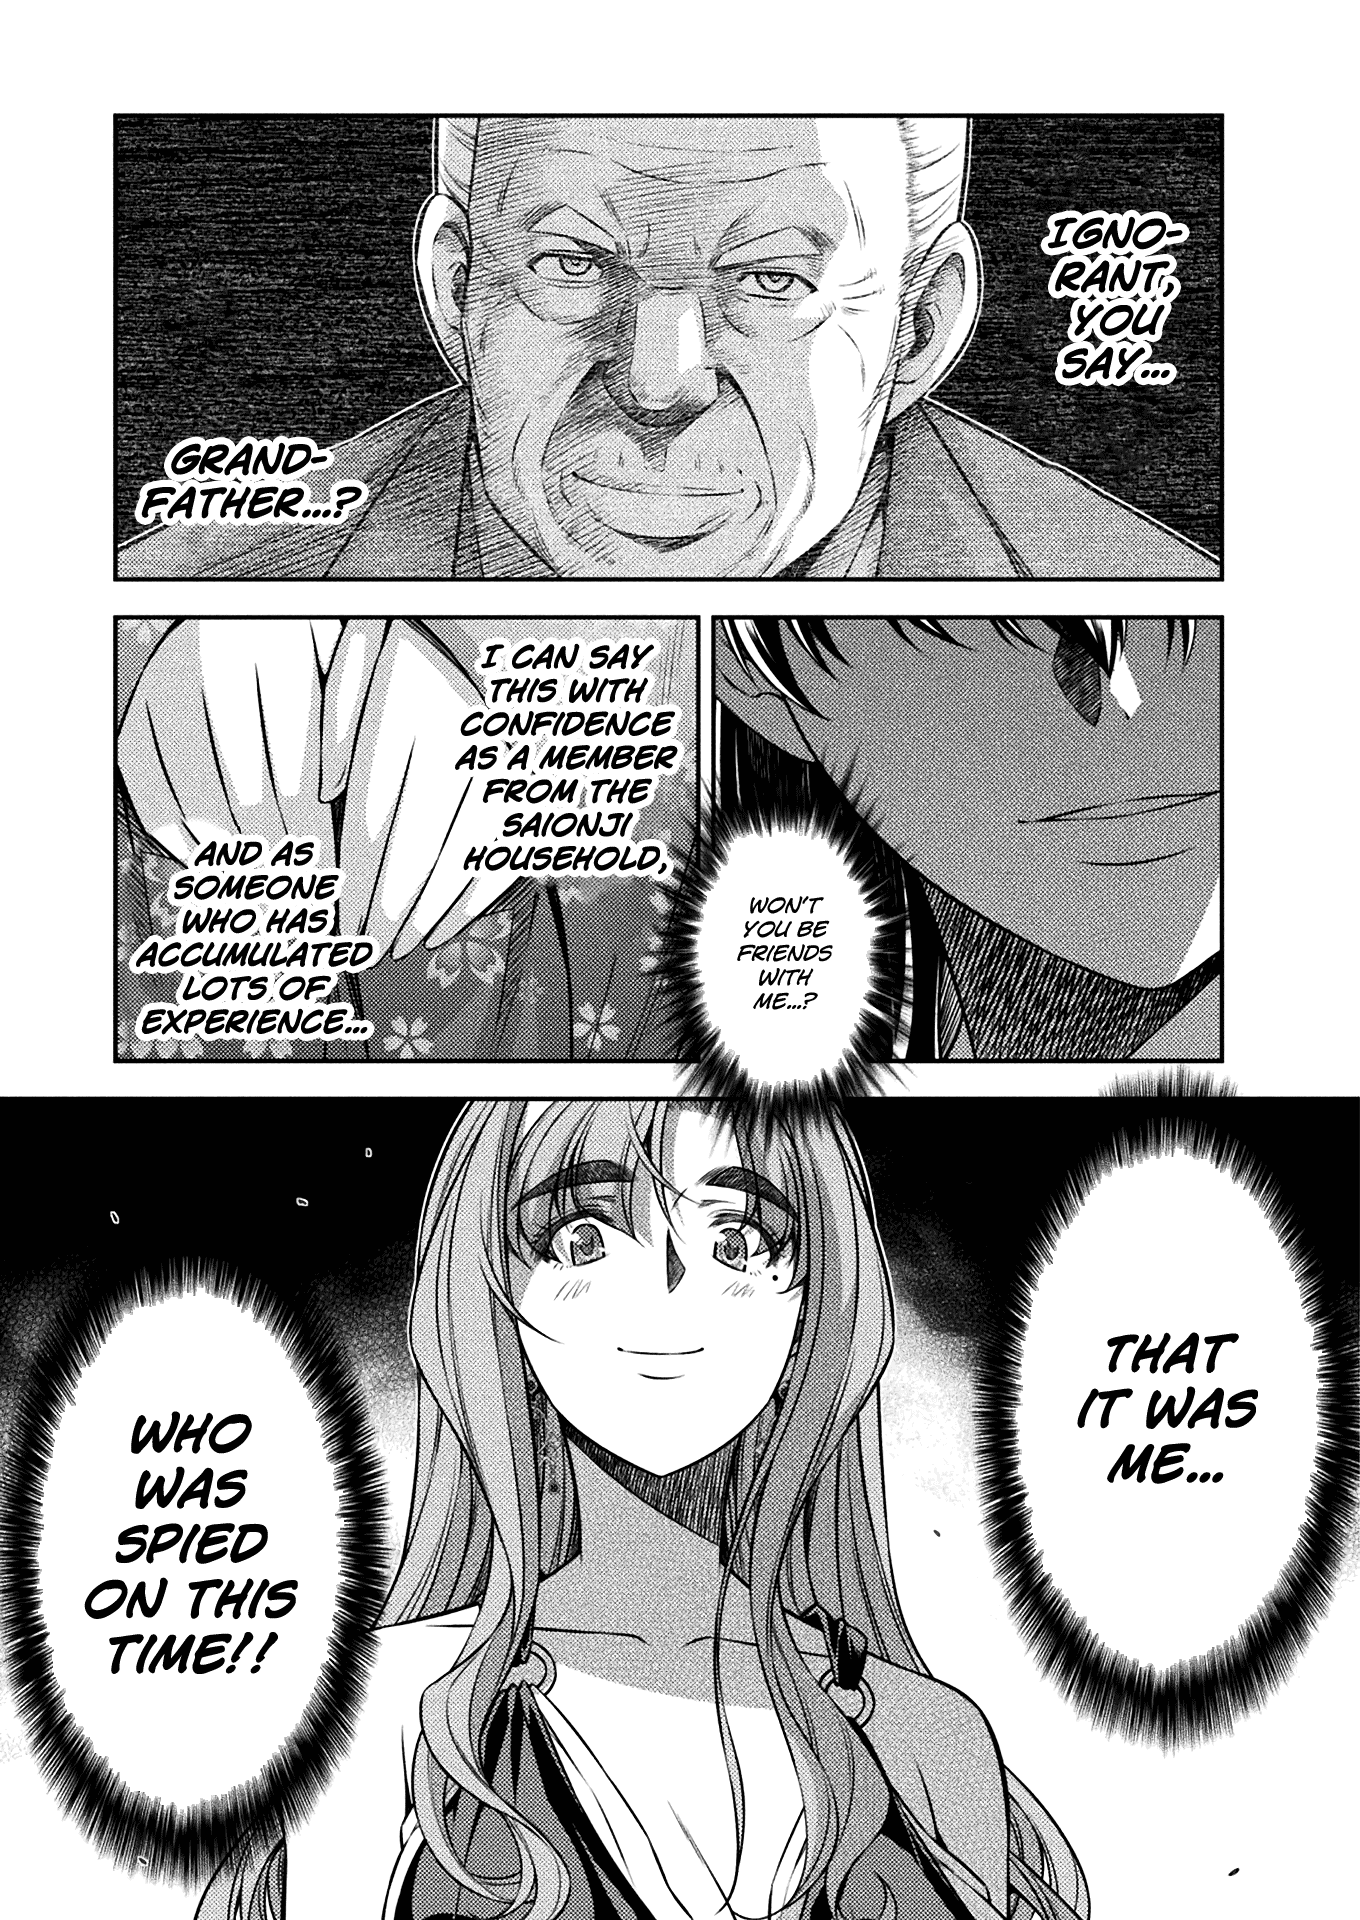 IGNO-
RANT,
YOU
SAY...
GRAND-
FATHER...?
WON'T
YOU BE
FRIENDS
WITH
ME...?
I CAN SAY
THIS WITH
CONFIDENCE
AS A MEMBER
FROM THE
SAIONJI
HOUSEHOLD,
AND AS
SOMEONE
WHO HAS
ACCUMULATED
LOTS OF
EXPERIENCE...
THAT
IT WAS
ME...
WHO
WAS
SPIED
ON THIS
TIME!!